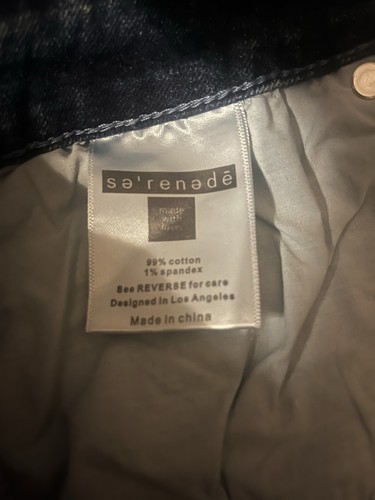 sə'renədē
made
with
love
99% cotton
1% spandex
See REVERSE for care
Designed in Los Angeles
Made in china